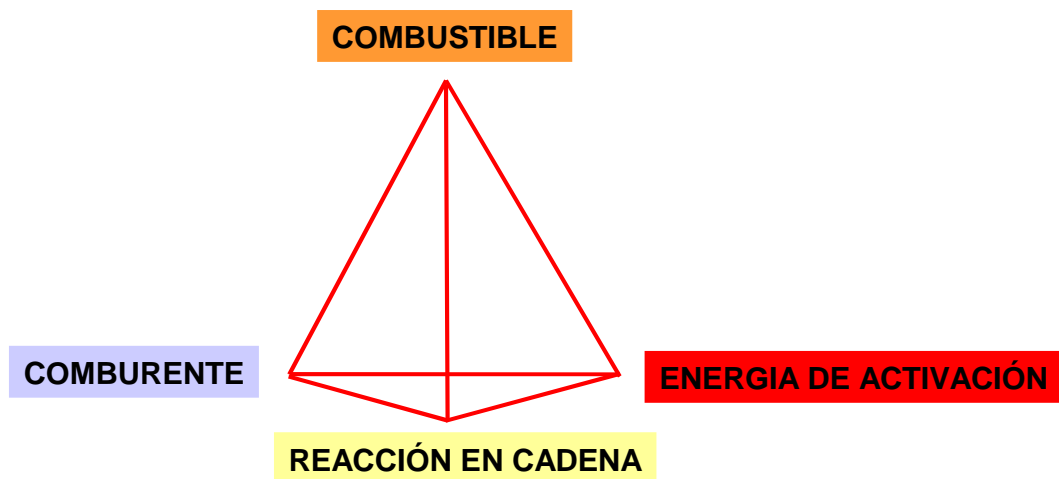 COMBUSTIBLE
COMBURENTE
ENERGIA DE ACTIVACIÓN
REACCIÓN EN CADENA